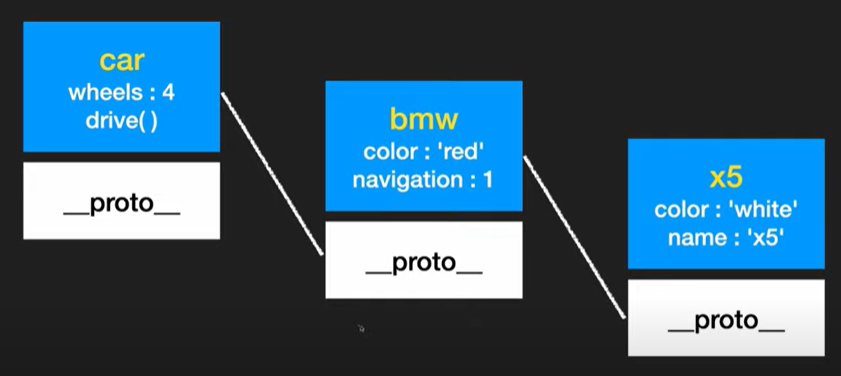 car
wheels : 4
drive( )
__proto__
bmw
color : 'red'
navigation : 1
__proto__
x5
color : 'white'
name : 'x5'
__proto__